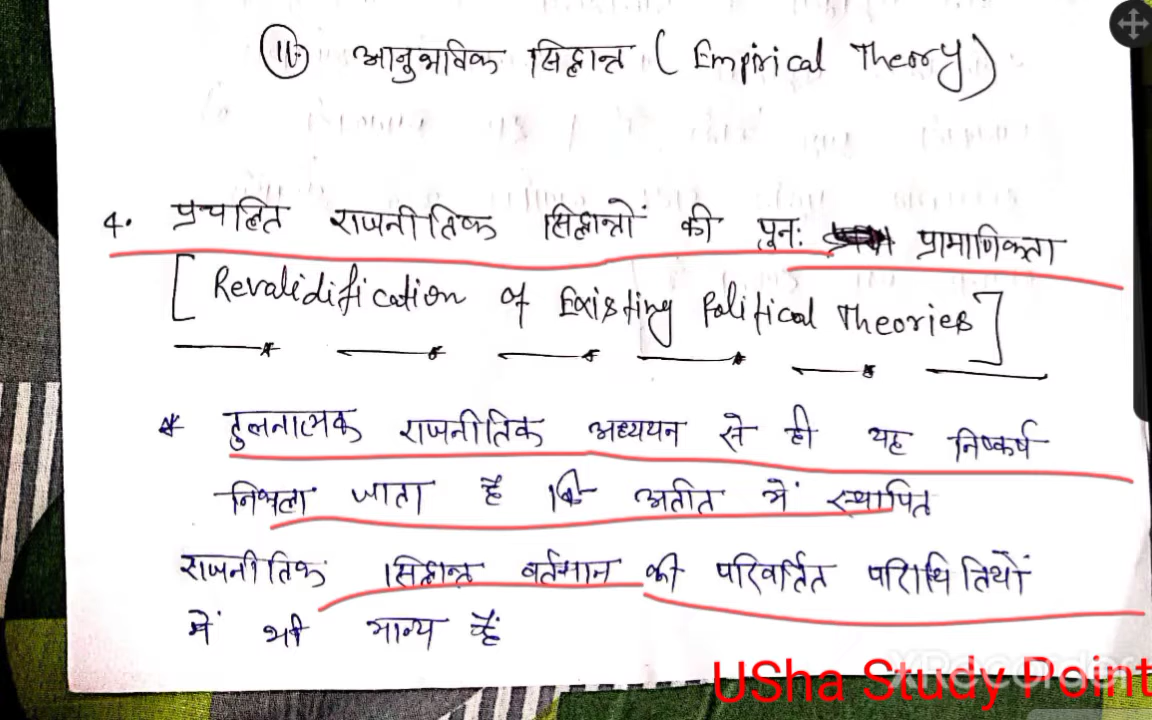 (ii) आनुभविक सिद्धान्त ( Empirical Theory )
4. प्रचलित राजनीतिक सिद्धान्तों की पून: प्रामाणिकता
[ Revalidification of Existing Political Theories ]
* तुलनात्मक राजनीतिक अध्ययन से ही यह निष्कर्ष
निकाला जाता है कि अतीत में स्थापित
राजनीतिक सिद्धान्त वर्तमान की परिवर्तित परिस्थितियों
में भी मान्य हैं
XRecorder
USha Study Point